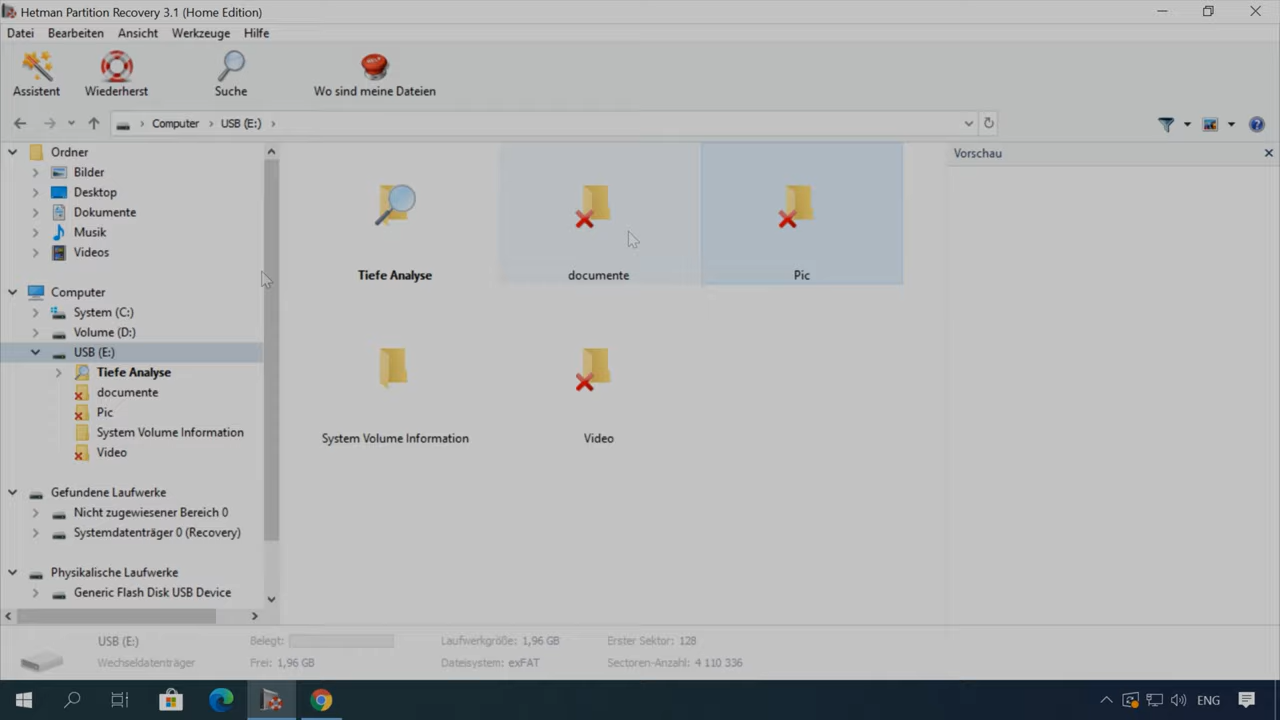 Hetman Partition Recovery 3.1 (Home Edition)
Datei Bearbeiten Ansicht Werkzeuge Hilfe
Assistent Wiederherst Suche Wo sind meine Dateien
Computer USB (E:)
Ordner
Bilder
Desktop
Dokumente
Musik
Videos
Computer
System (C:)
Volume (D:)
USB (E:)
Tiefe Analyse
documente
Pic
System Volume Information
Video
Gefundene Laufwerke
Nicht zugewiesener Bereich 0
Systemdatenträger 0 (Recovery)
Physikalische Laufwerke
Generic Flash Disk USB Device
Tiefe Analyse documente Pic
System Volume Information Video
Vorschau
USB (E:) Belegt: Laufwerkgröße: 1,96 GB Erster Sektor: 128
Wechseldatenträger Frei: 1,96 GB Dateisystem: exFAT Sectoren-Anzahl: 4 110 336
ENG